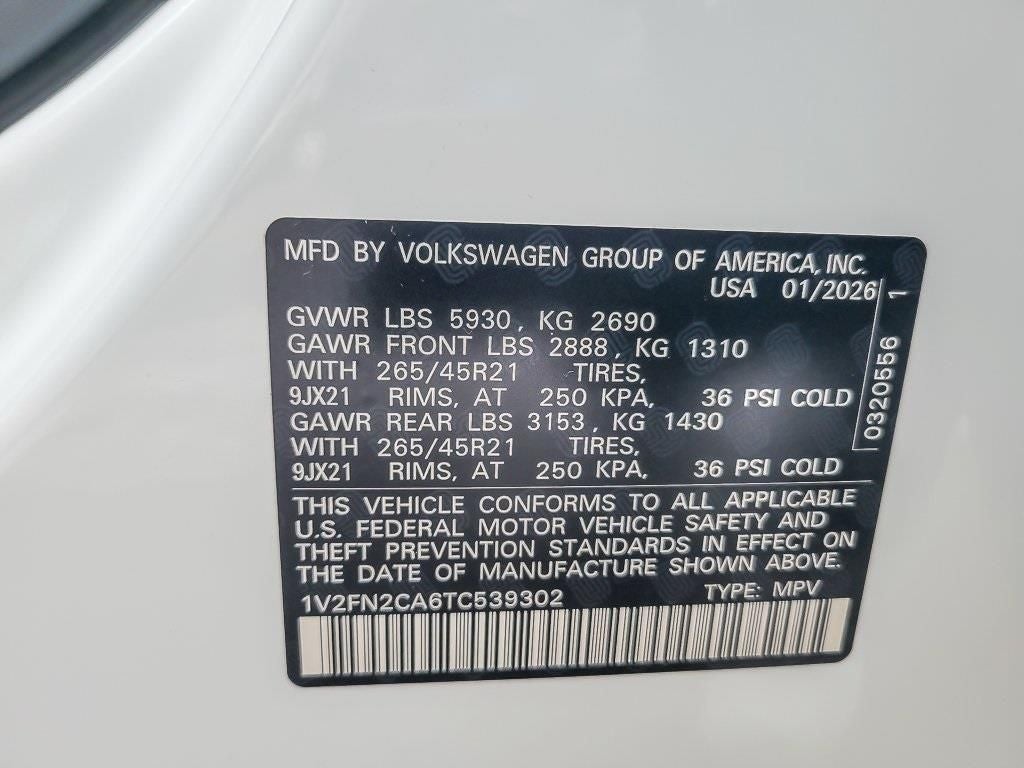 MFD BY VOLKSWAGEN GROUP OF AMERICA, INC.
USA 01/2026
GVWR LBS 5930, KG 2690
GAWR FRONT LBS 2888, KG 1310
WITH 265/45R21 TIRES,
9JX21 RIMS, AT 250 KPA, 36 PSI COLD
GAWR REAR LBS 3153, KG 1430
WITH 265/45R21 TIRES,
9JX21 RIMS, AT 250 KPA, 36 PSI COLD
0320556 1
THIS VEHICLE CONFORMS TO ALL APPLICABLE
U.S. FEDERAL MOTOR VEHICLE SAFETY AND
THEFT PREVENTION STANDARDS IN EFFECT ON
THE DATE OF MANUFACTURE SHOWN ABOVE.
1V2FN2CA6TC539302 TYPE: MPV